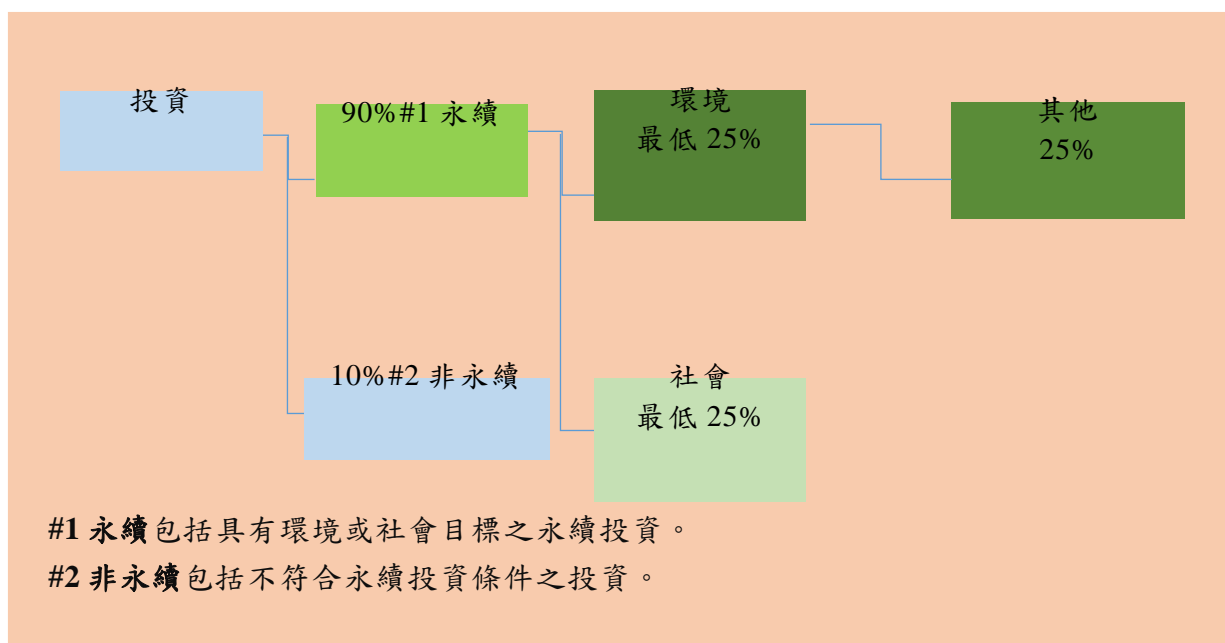 投資
90%#1 永續
環境
最低 25%
其他
25%
10%#2 非永續
社會
最低 25%
#1 永續包括具有環境或社會目標之永續投資。
#2 非永續包括不符合永續投資條件之投資。